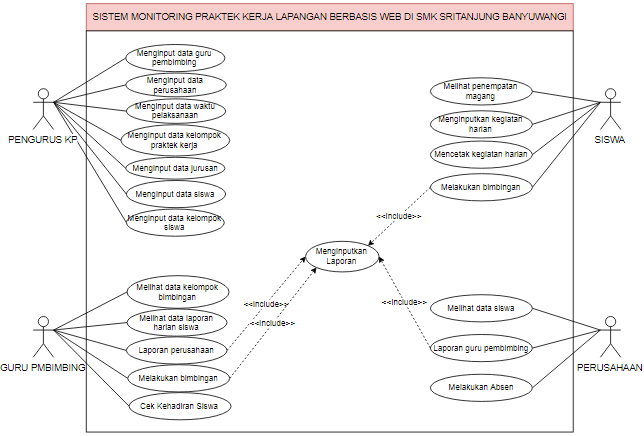 SISTEM MONITORING PRAKTEK KERJA LAPANGAN BERBASIS WEB DI SMK SRITANJUNG BANYUWANGI
Menginput data guru
pembimbing
Menginput data
perusahaan
Menginput data waktu
pelaksanaan
Menginput data kelompok
praktek kerja
Menginput data jurusan
Menginput data siswa
Menginput data kelompok
siswa
PENGURUS KP
Melihat penempatan
magang
Menginputkan kegiatan
harian
Mencetak kegiatan harian
Melakukan bimbingan
SISWA
<<Include>>
Menginputkan
Laporan
<<Include>>
<<Include>>
<<Include>>
Melihat data kelompok
bimbingan
Melihat data laporan
harian siswa
Laporan perusahaan
Melakukan bimbingan
Cek Kehadiran Siswa
GURU PMBIMBING
Melihat data siswa
Laporan guru pembimbing
Melakukan Absen
PERUSAHAAN